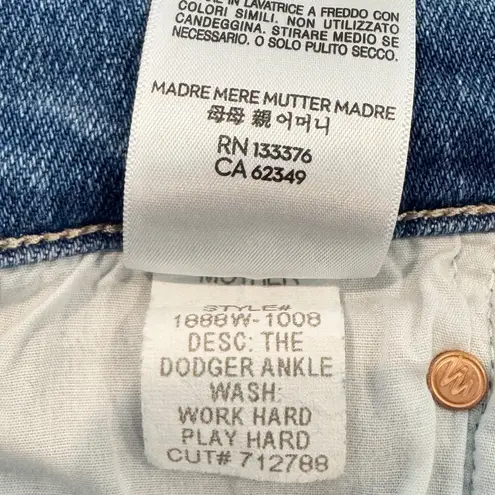 IN LAVATRICE A FREDDO CON
COLORI SIMILI. NON UTILIZZATO
CANDEGGINA. STIRARE MEDIO SE
NECESSARIO. O SOLO PULITO SECCO.
MADRE MERE MUTTER MADRE
母母 親 어머니
RN 133376
CA 62349
MOTHER
STYLE#
1888W-1008
DESC: THE
DODGER ANKLE
WASH:
WORK HARD
PLAY HARD
CUT# 712788